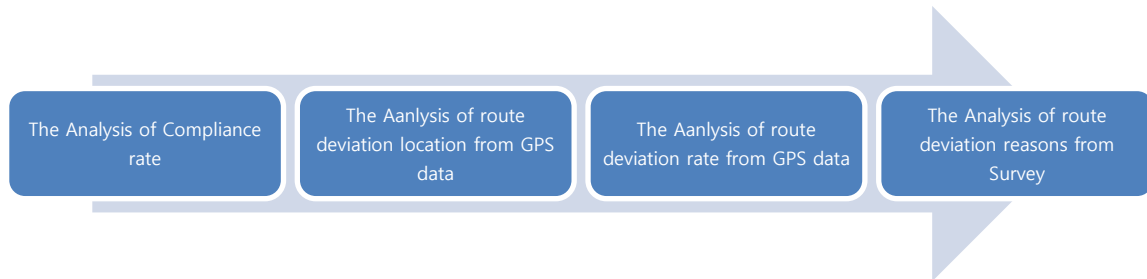 The Analysis of Compliance
rate
The Aanlysis of route
deviation location from GPS
data
The Aanlysis of route
deviation rate from GPS data
The Analysis of route
deviation reasons from
Survey